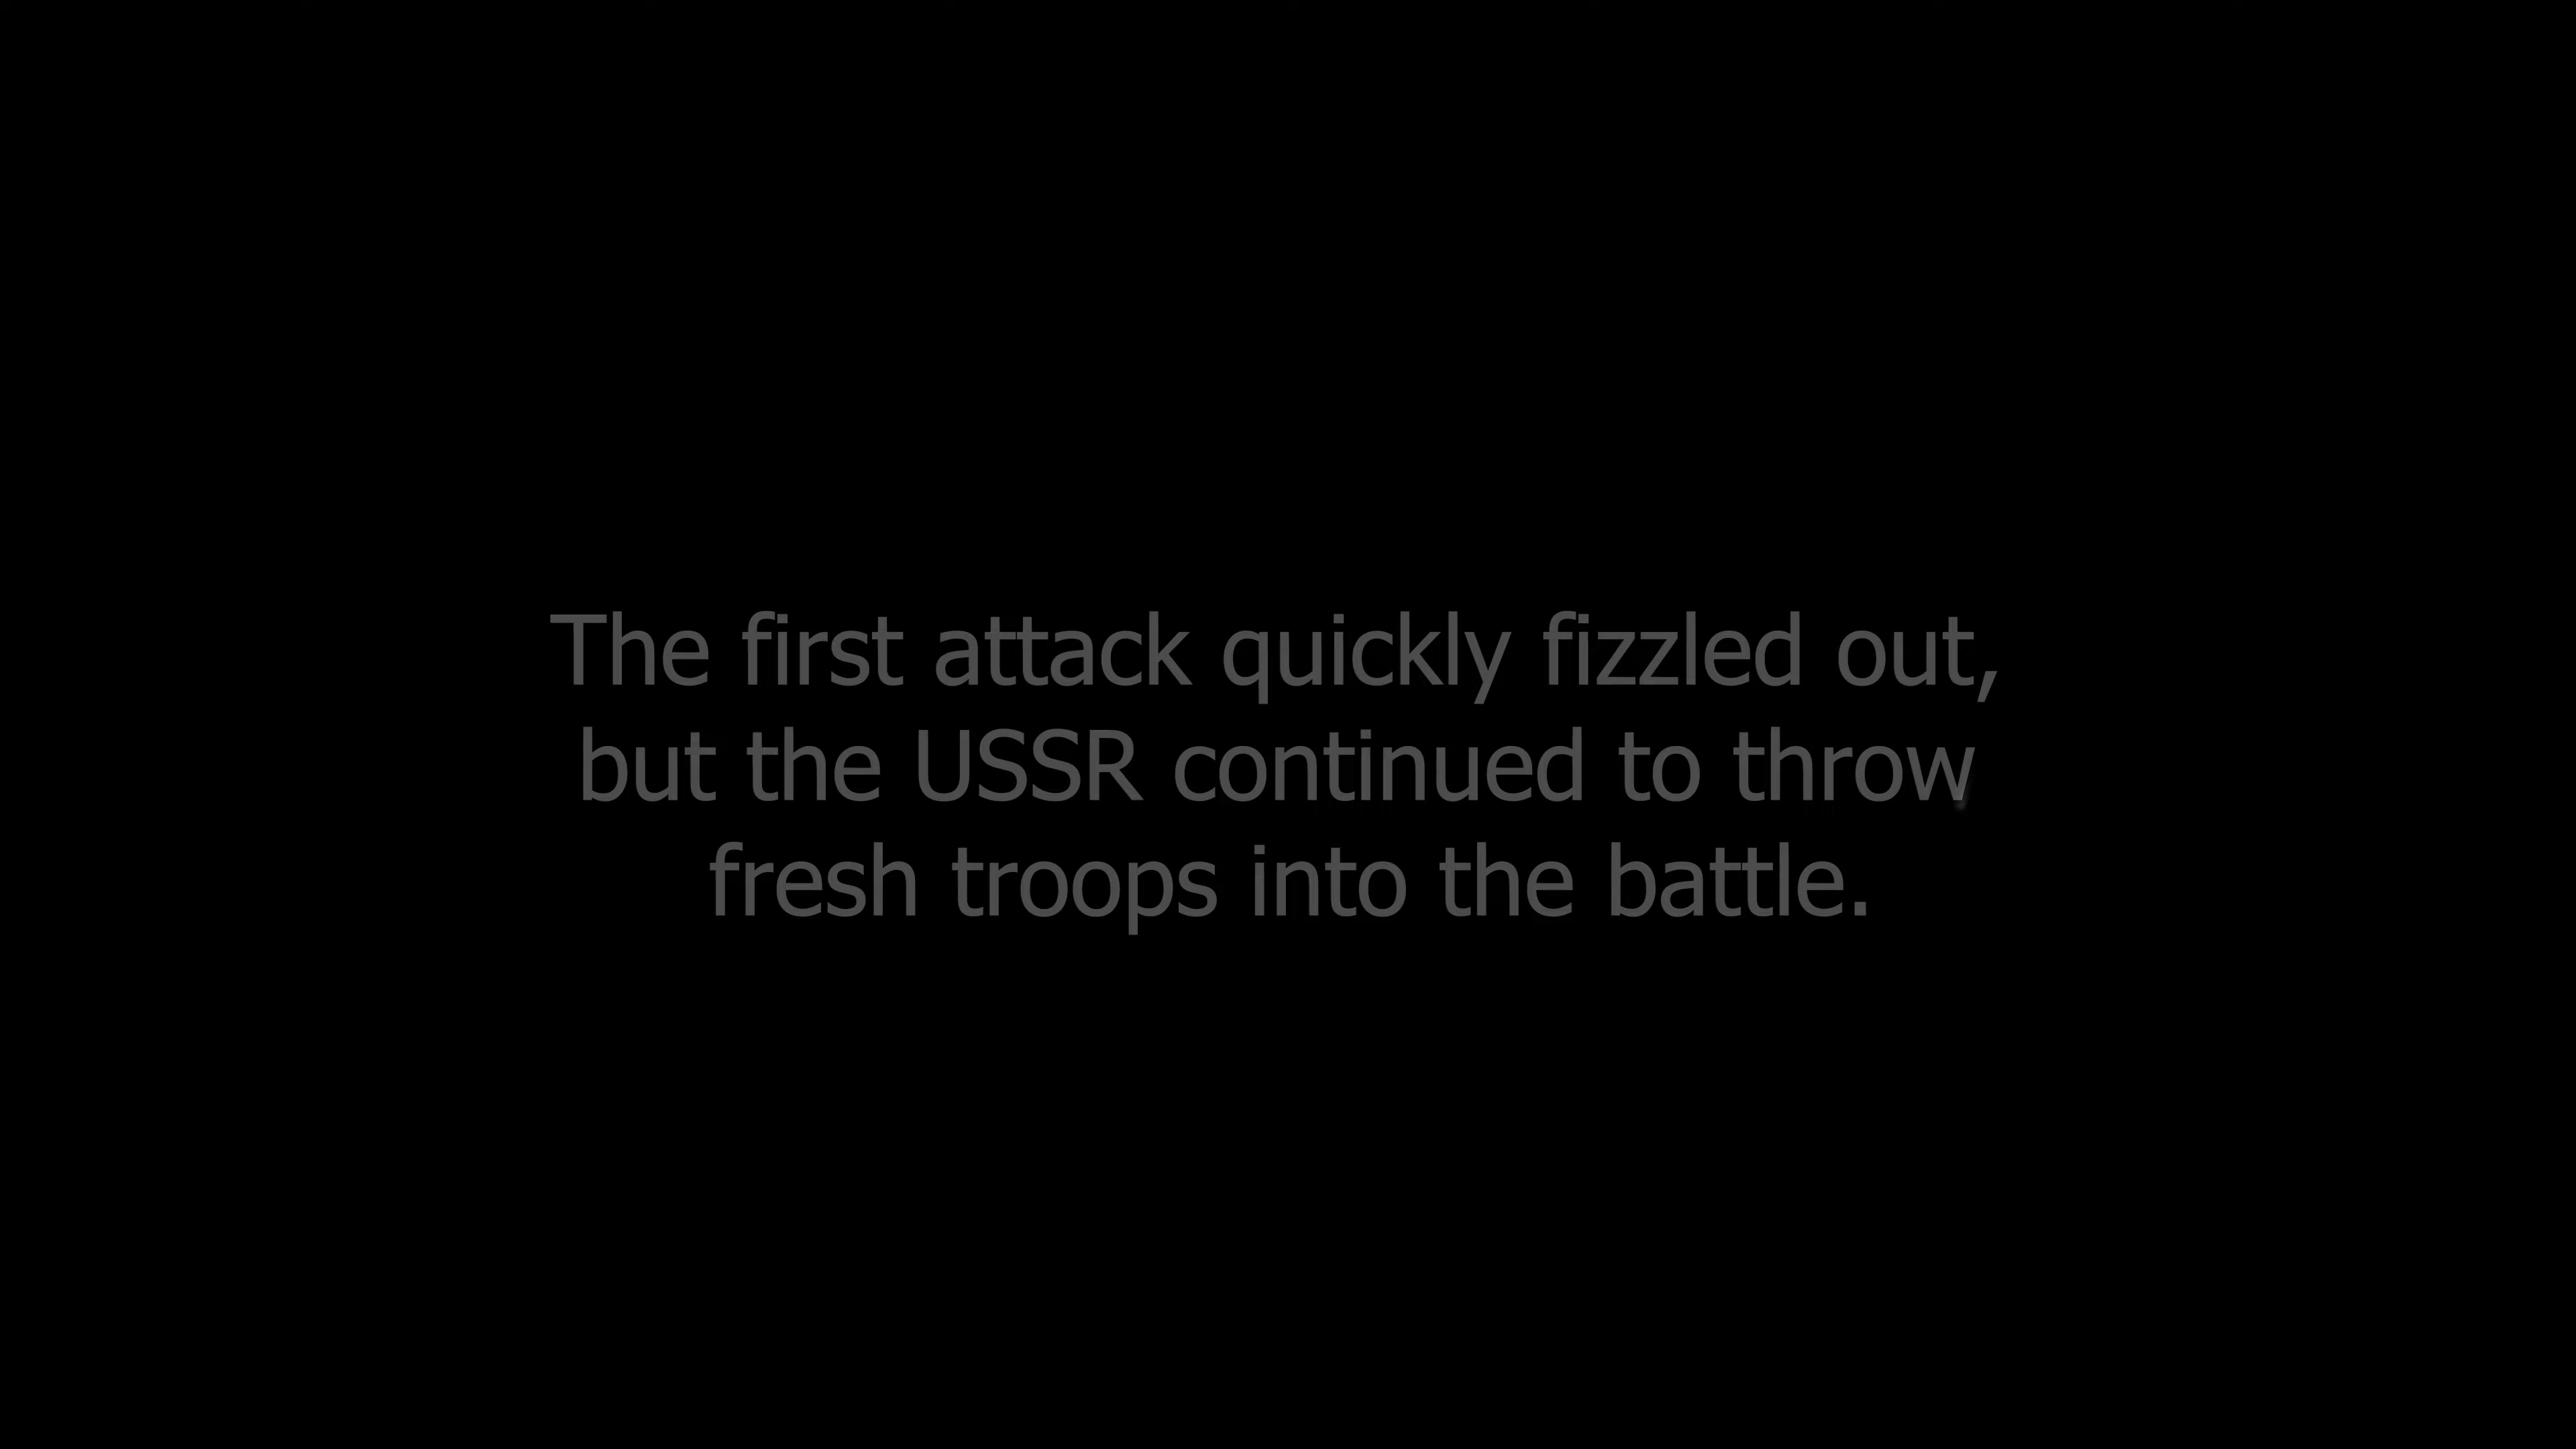 The first attack quickly fizzled out,
but the USSR continued to throw
fresh troops into the battle.